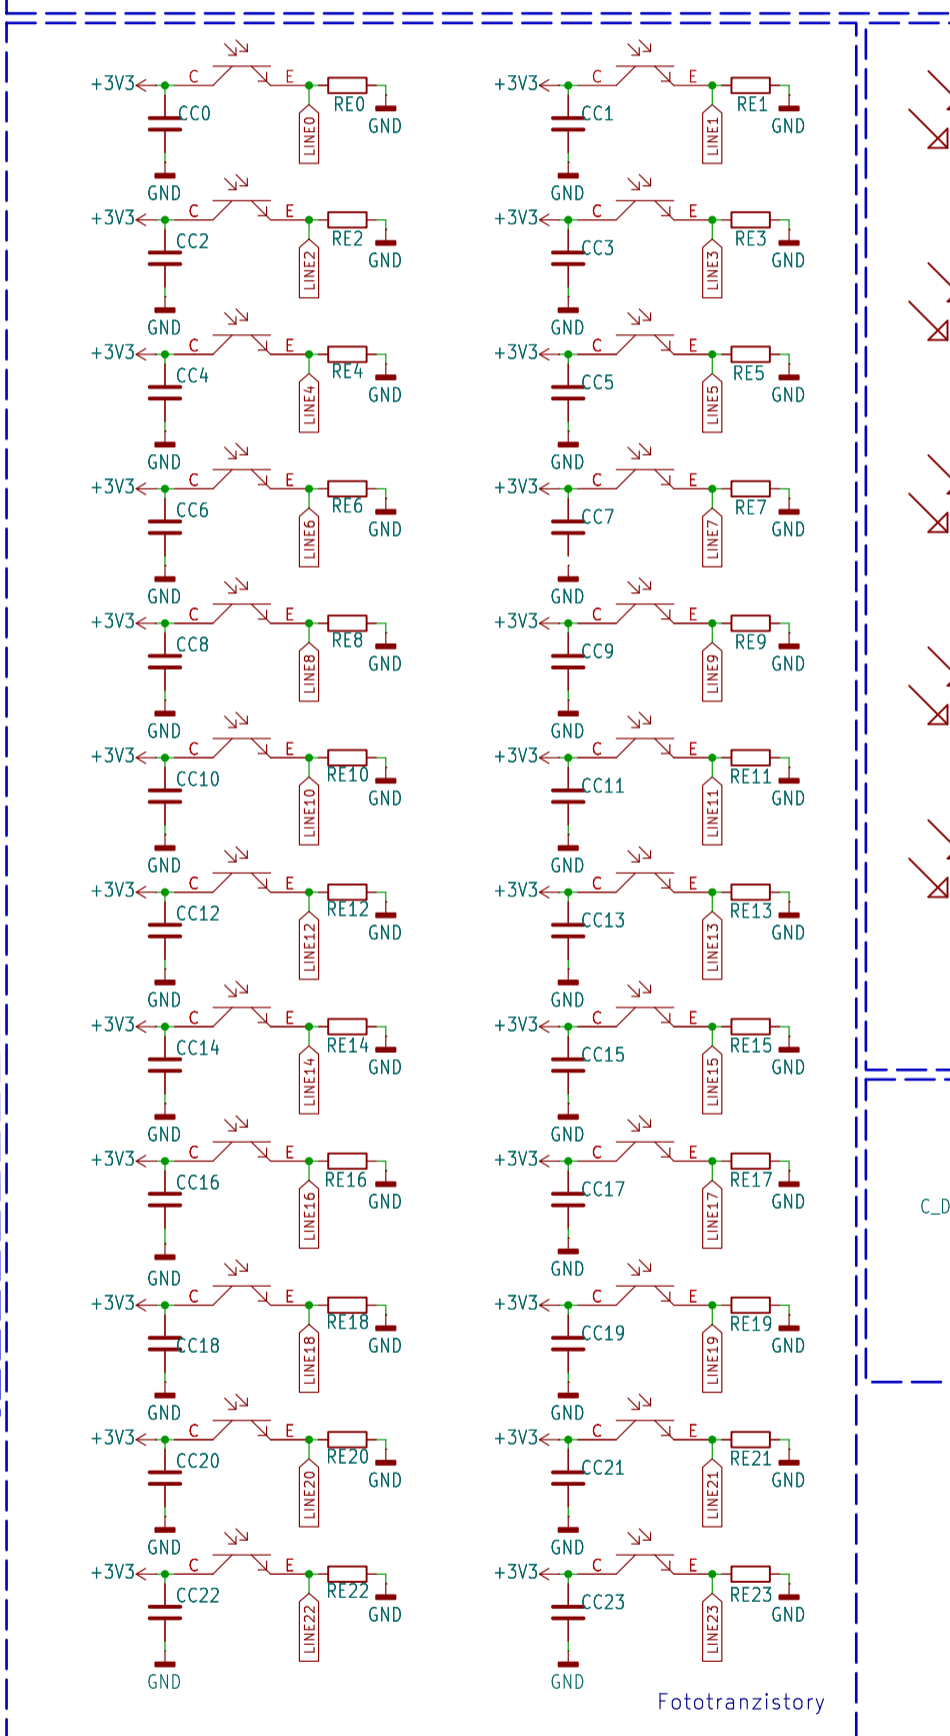 +3V3 C E RE0 +3V3 C E RE1
CC0 LINE0 GND CC1 LINE1 GND
GND GND
+3V3 C E RE2 +3V3 C E RE3
CC2 LINE2 GND CC3 LINE3 GND
GND GND
+3V3 C E RE4 +3V3 C E RE5
CC4 LINE4 GND CC5 LINE5 GND
GND GND
+3V3 C E RE6 +3V3 C E RE7
CC6 LINE6 GND CC7 LINE7 GND
GND GND
+3V3 C E RE8 +3V3 C E RE9
CC8 LINE8 GND CC9 LINE9 GND
GND GND
+3V3 C E RE10 +3V3 C E RE11
CC10 LINE10 GND CC11 LINE11 GND
GND GND
+3V3 C E RE12 +3V3 C E RE13
CC12 LINE12 GND CC13 LINE13 GND
GND GND
+3V3 C E RE14 +3V3 C E RE15
CC14 LINE14 GND CC15 LINE15 GND
GND GND
+3V3 C E RE16 +3V3 C E RE17
CC16 LINE16 GND CC17 LINE17 GND
C_D
GND GND
+3V3 C E RE18 +3V3 C E RE19
CC18 LINE18 GND CC19 LINE19 GND
GND GND
+3V3 C E RE20 +3V3 C E RE21
CC20 LINE20 GND CC21 LINE21 GND
GND GND
+3V3 C E RE22 +3V3 C E RE23
CC22 LINE22 GND CC23 LINE23 GND
GND GND
Fototranzistory